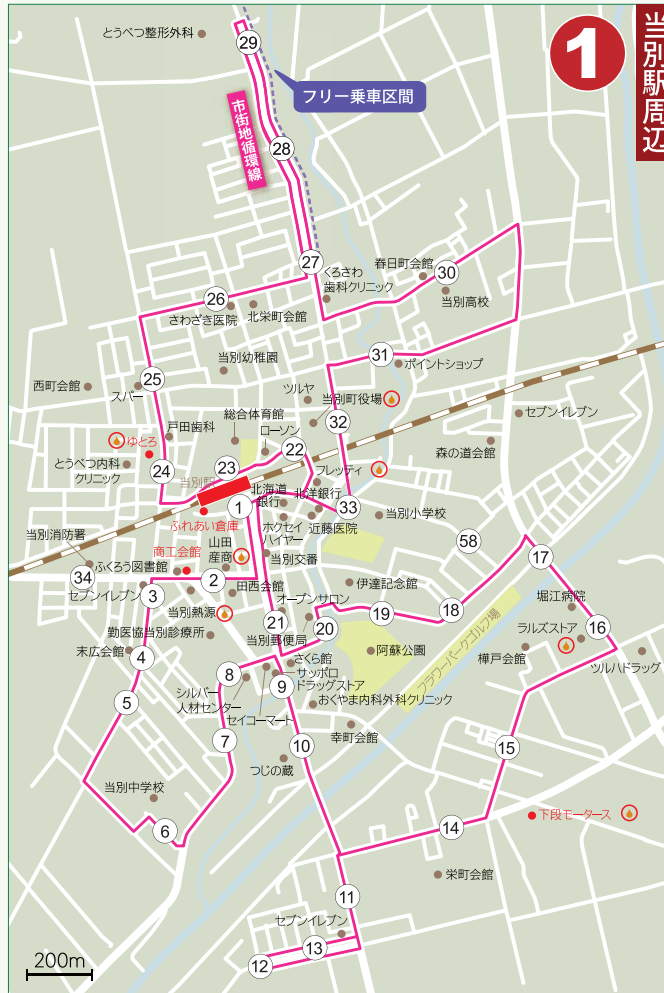 1
当別駅周辺
とうべつ整形外科
29
フリー乗車区間
市街地循環線
28
27
くろさわ
歯科クリニック
春日町会館
30
当別高校
26
さわざき医院
北栄町会館
31
ポイントショップ
当別幼稚園
25
スパー
西町会館
ツルヤ
当別町役場
32
セブンイレブン
総合体育館
ローソン
戸田歯科
ゆとろ
とうべつ内科
クリニック
22
23
24
森の道会館
フレッティ
当別駅
北海道
銀行
北洋銀行
1
33
ふれあい倉庫
ホクセイ
ハイヤー
近藤医院
当別小学校
当別消防署
商工会館
山田
産商
当別交番
58
17
ふくろう図書館
34
セブンイレブン
3
2
田西会館
伊達記念館
当別熱源
オープンサロン
19
18
堀江病院
勤医協当別診療所
21
20
16
ラルズストア
末広会館
4
当別郵便局
阿蘇公園
フラワーパークゴルフ場
樺戸会館
ツルハドラッグ
さくら館
8
サッポロ
ドラッグストア
9
シルバー
人材センター
セイコーマート
おくやま内科外科クリニック
5
7
10
幸町会館
15
つじの蔵
当別中学校
6
14
下段モータース
栄町会館
11
セブンイレブン
13
12
200m